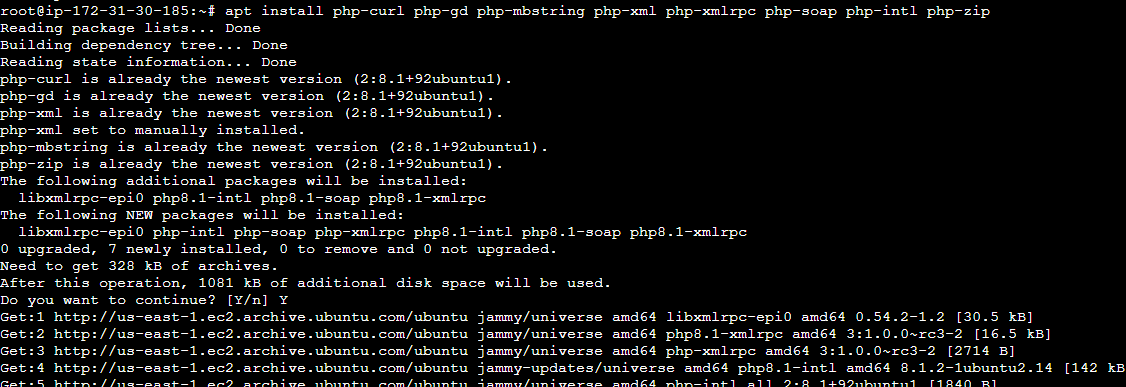 root@ip-172-31-30-185:~# apt install php-curl php-gd php-mbstring php-xml php-xmlrpc php-soap php-intl php-zip
Reading package lists... Done
Building dependency tree... Done
Reading state information... Done
php-curl is already the newest version (2:8.1+92ubuntu1).
php-gd is already the newest version (2:8.1+92ubuntu1).
php-xml is already the newest version (2:8.1+92ubuntu1).
php-xml set to manually installed.
php-mbstring is already the newest version (2:8.1+92ubuntu1).
php-zip is already the newest version (2:8.1+92ubuntu1).
The following additional packages will be installed:
  libxmlrpc-epi0 php8.1-intl php8.1-soap php8.1-xmlrpc
The following NEW packages will be installed:
  libxmlrpc-epi0 php-intl php-soap php-xmlrpc php8.1-intl php8.1-soap php8.1-xmlrpc
0 upgraded, 7 newly installed, 0 to remove and 0 not upgraded.
Need to get 328 kB of archives.
After this operation, 1081 kB of additional disk space will be used.
Do you want to continue? [Y/n] Y
Get:1 http://us-east-1.ec2.archive.ubuntu.com/ubuntu jammy/universe amd64 libxmlrpc-epi0 amd64 0.54.2-1.2 [30.5 kB]
Get:2 http://us-east-1.ec2.archive.ubuntu.com/ubuntu jammy/universe amd64 php8.1-xmlrpc amd64 3:1.0.0~rc3-2 [16.5 kB]
Get:3 http://us-east-1.ec2.archive.ubuntu.com/ubuntu jammy/universe amd64 php-xmlrpc amd64 3:1.0.0~rc3-2 [2714 B]
Get:4 http://us-east-1.ec2.archive.ubuntu.com/ubuntu jammy-updates/universe amd64 php8.1-intl amd64 8.1.2-1ubuntu2.14 [142 kB
Get:5 http://us-east-1.ec2.archive.ubuntu.com/ubuntu jammy/universe amd64 php-intl all 2:8.1+92ubuntu1 [1840 B]